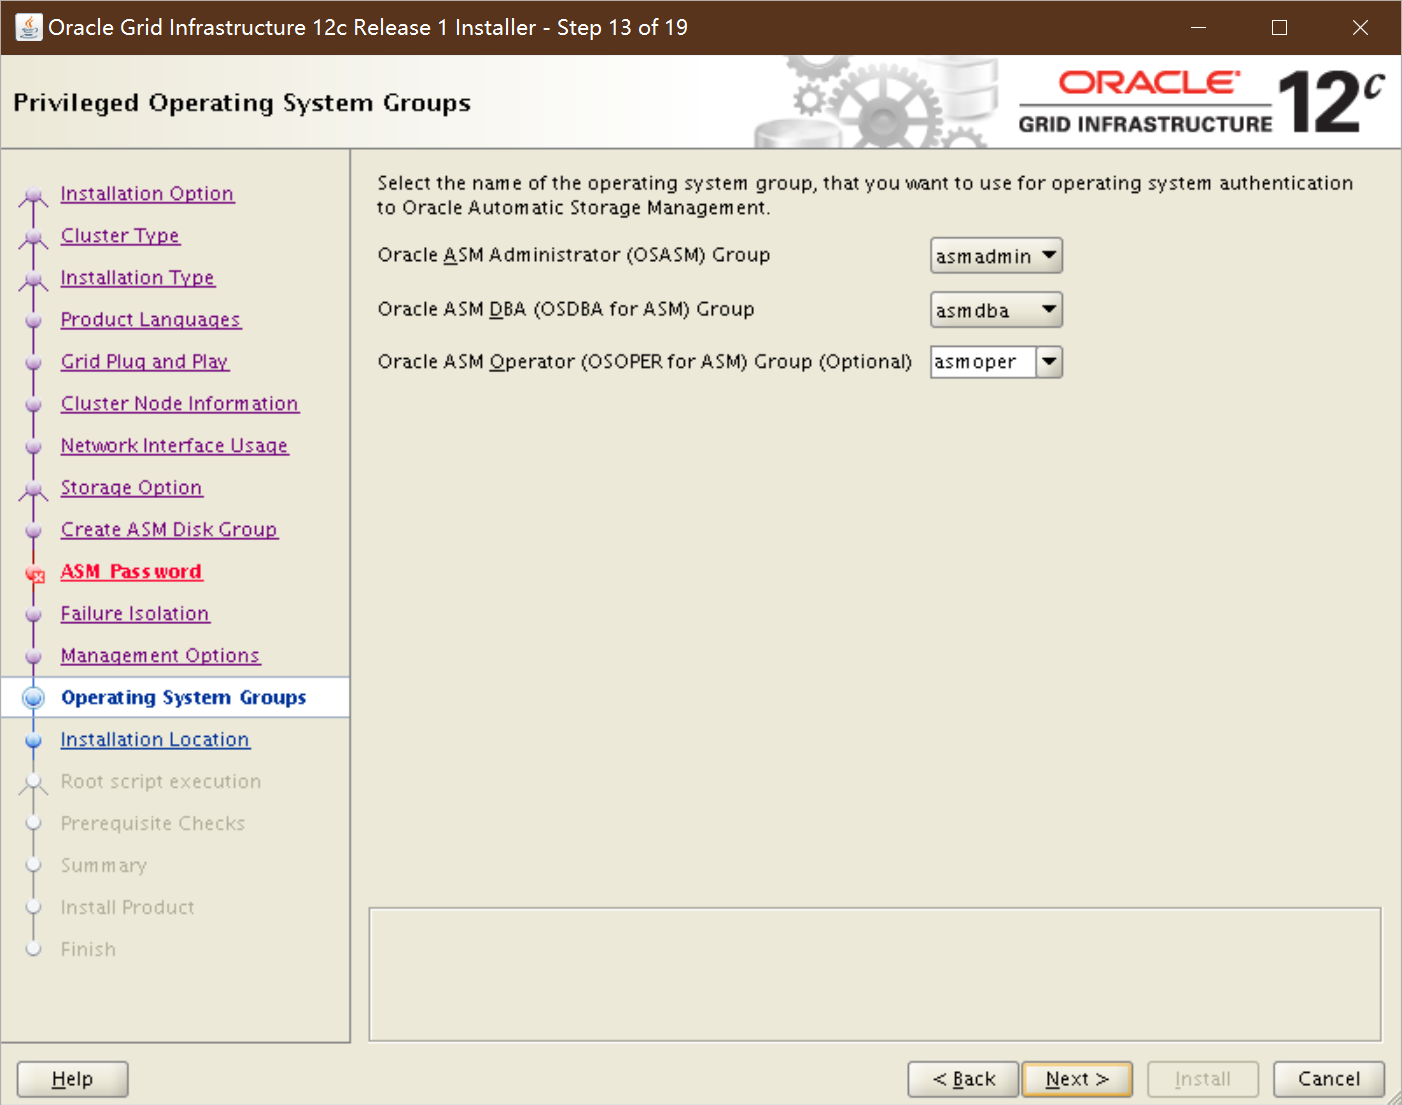 Oracle Grid Infrastructure 12c Release 1 Installer - Step 13 of 19
Privileged Operating System Groups
ORACLE
GRID INFRASTRUCTURE
12c
Installation Option
Cluster Type
Installation Type
Product Languages
Grid Plug and Play
Cluster Node Information
Network Interface Usage
Storage Option
Create ASM Disk Group
ASM Password
Failure Isolation
Management Options
Operating System Groups
Installation Location
Root script execution
Prerequisite Checks
Summary
Install Product
Finish
Select the name of the operating system group, that you want to use for operating system authentication
to Oracle Automatic Storage Management.
Oracle ASM Administrator (OSASM) Group asmadmin
Oracle ASM DBA (OSDBA for ASM) Group asmdba
Oracle ASM Operator (OSOPER for ASM) Group (Optional) asmoper
Help < Back Next > Install Cancel